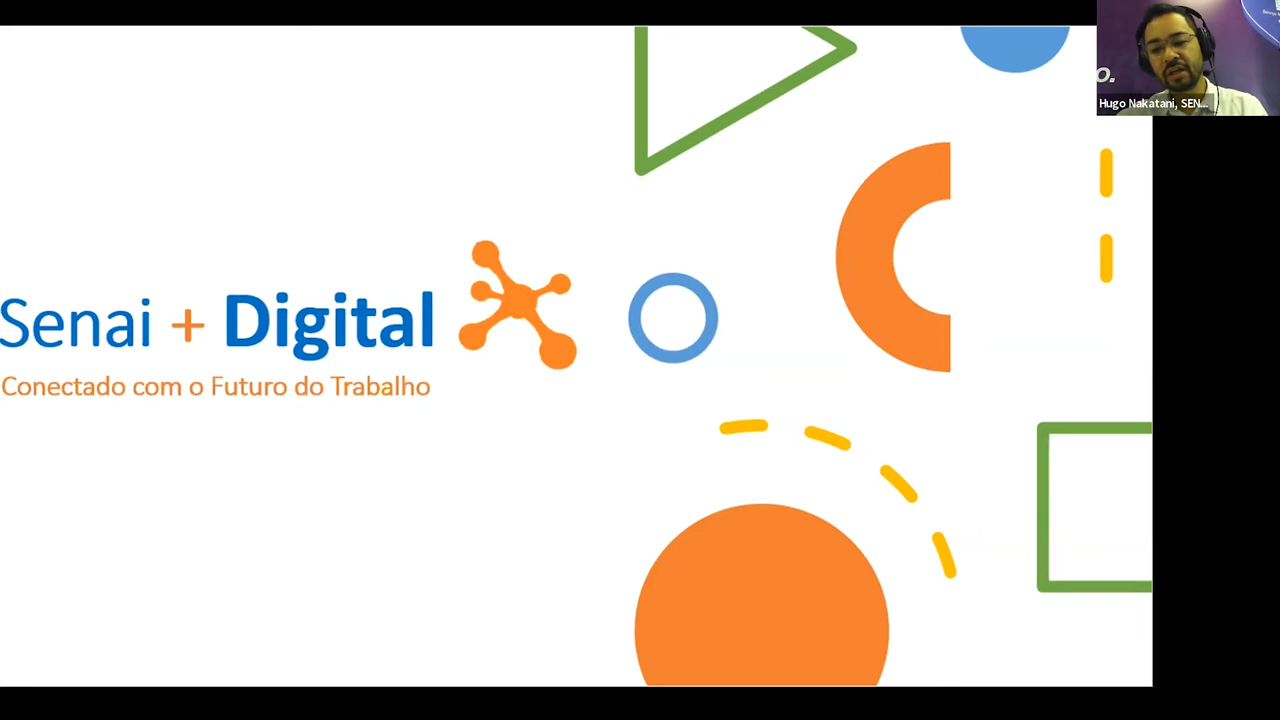 o.
Hugo Nakatani, SEN...
Senai + Digital
Conectado com o Futuro do Trabalho